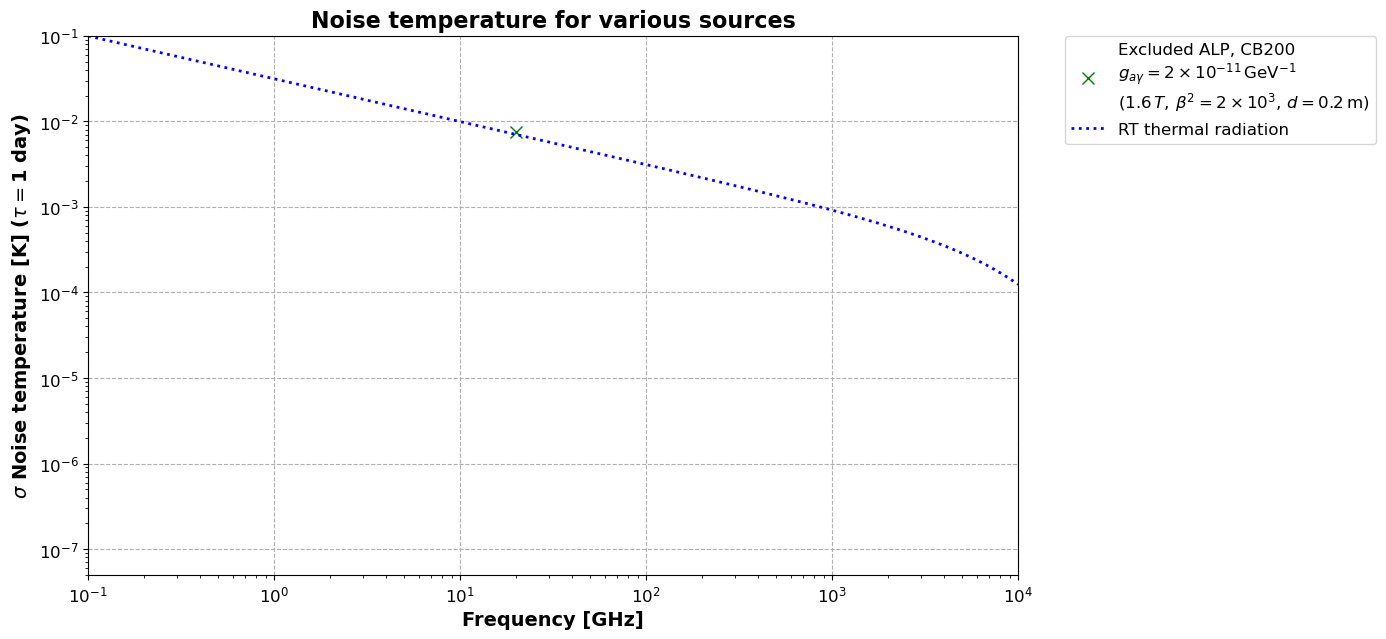 Noise temperature for various sources
σ Noise temperature [K] (τ = 1 day)
10⁻¹
10⁻²
10⁻³
10⁻⁴
10⁻⁵
10⁻⁶
10⁻⁷
10⁻¹ 10⁰ 10¹ 10² 10³ 10⁴
Frequency [GHz]
Excluded ALP, CB200
g_{aγ} = 2 × 10⁻¹¹ GeV⁻¹
(1.6 T, β² = 2 × 10³, d = 0.2 m)
RT thermal radiation